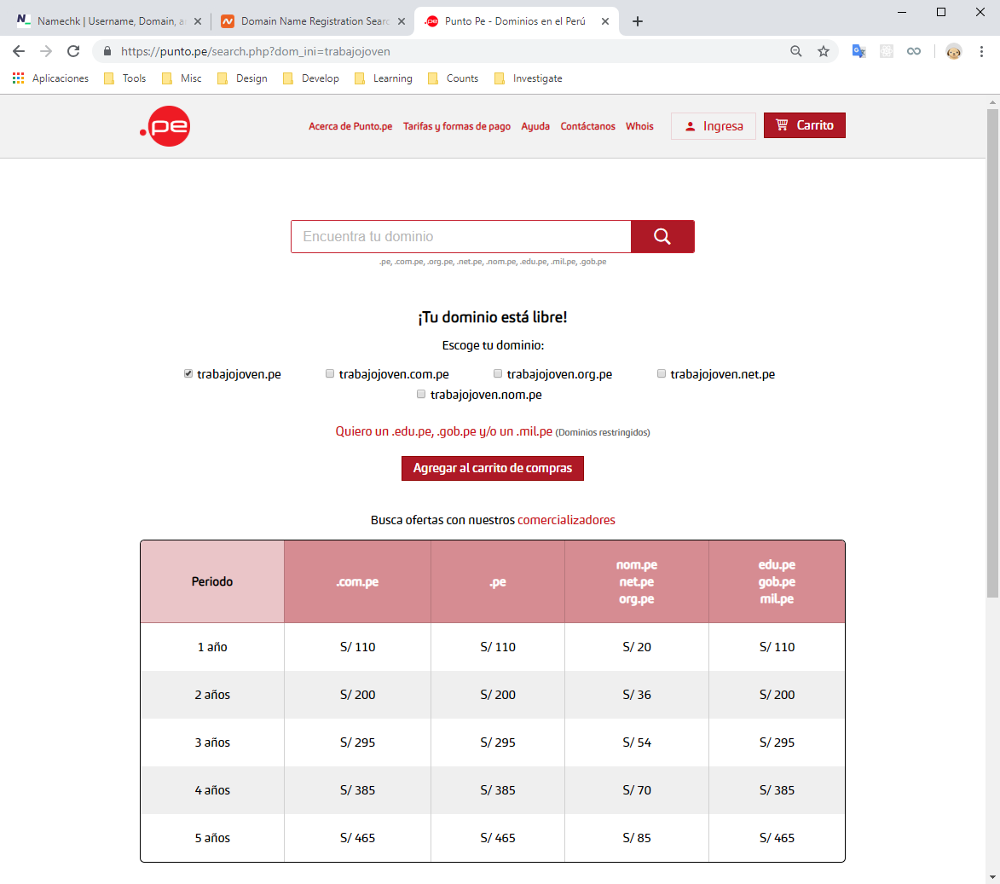 Namechk | Username, Domain, a
Domain Name Registration Searc
Punto Pe - Dominios en el Perú
https://punto.pe/search.php?dom_ini=trabajojoven
Aplicaciones Tools Misc Design Develop Learning Counts Investigate
.pe
Acerca de Punto.pe Tarifas y formas de pago Ayuda Contáctanos Whois Ingresa Carrito
Encuentra tu dominio
.pe, .com.pe, .org.pe, .net.pe, .nom.pe, .edu.pe, .mil.pe, .gob.pe
¡Tu dominio está libre!
Escoge tu dominio:
trabajojoven.pe trabajojoven.com.pe trabajojoven.org.pe trabajojoven.net.pe
trabajojoven.nom.pe
Quiero un .edu.pe, .gob.pe y/o un .mil.pe (Dominios restringidos)
Agregar al carrito de compras
Busca ofertas con nuestros comercializadores
Periodo .com.pe .pe nom.pe net.pe org.pe edu.pe gob.pe mil.pe
1 año S/ 110 S/ 110 S/ 20 S/ 110
2 años S/ 200 S/ 200 S/ 36 S/ 200
3 años S/ 295 S/ 295 S/ 54 S/ 295
4 años S/ 385 S/ 385 S/ 70 S/ 385
5 años S/ 465 S/ 465 S/ 85 S/ 465